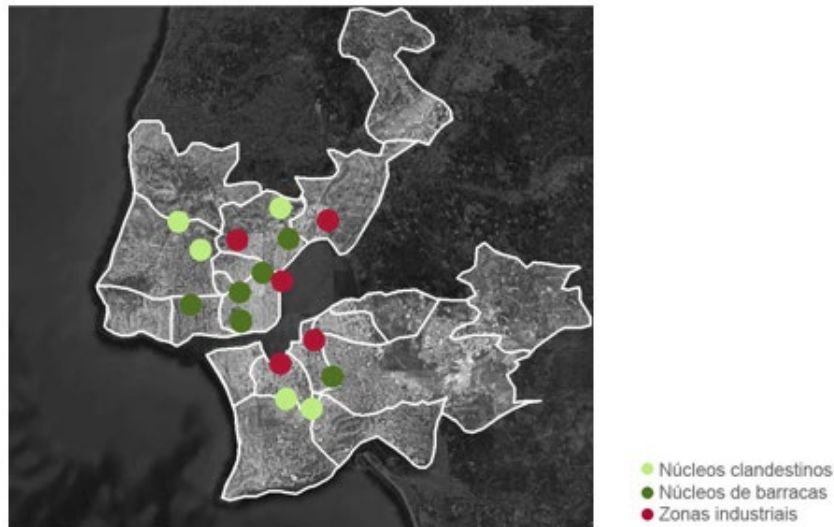 Núcleos clandestinos
Núcleos de barracas
Zonas industriais